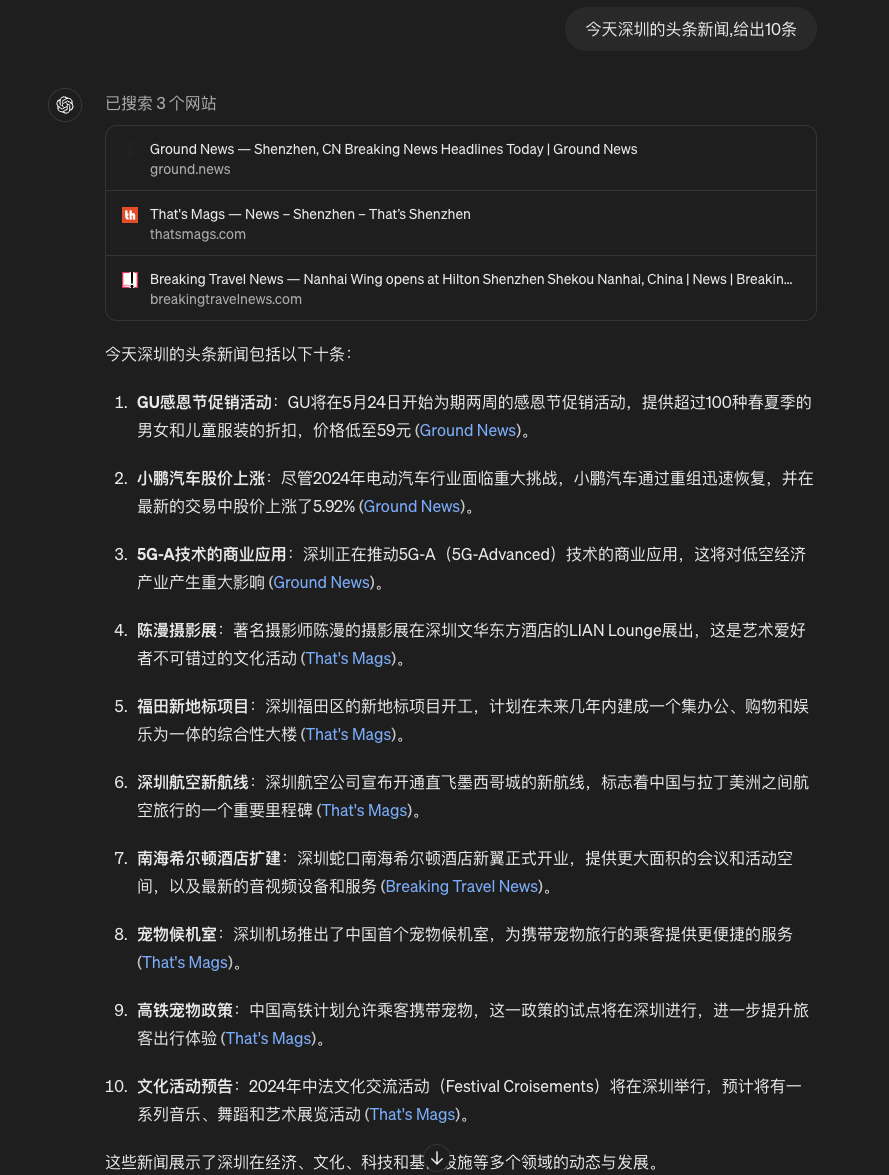 今天深圳的头条新闻,给出10条
已搜索 3 个网站
Ground News — Shenzhen, CN Breaking News Headlines Today | Ground News
ground.news
That's Mags — News – Shenzhen – That’s Shenzhen
thatsmags.com
Breaking Travel News — Nanhai Wing opens at Hilton Shenzhen Shekou Nanhai, China | News | Breakin...
breakingtravelnews.com
今天深圳的头条新闻包括以下十条：
1. GU感恩节促销活动：GU将在5月24日开始为期两周的感恩节促销活动，提供超过100种春夏季的
男女和儿童服装的折扣，价格低至59元 (Ground News)。
2. 小鹏汽车股价上涨：尽管2024年电动汽车行业面临重大挑战，小鹏汽车通过重组迅速恢复，并在
最新的交易中股价上涨了5.92% (Ground News)。
3. 5G-A技术的商业应用：深圳正在推动5G-A（5G-Advanced）技术的商业应用，这将对低空经济
产业产生重大影响 (Ground News)。
4. 陈漫摄影展：著名摄影师陈漫的摄影展在深圳文华东方酒店的LIAN Lounge展出，这是艺术爱好
者不可错过的文化活动 (That's Mags)。
5. 福田新地标项目：深圳福田区的新地标项目开工，计划在未来几年内建成一个集办公、购物和娱
乐为一体的综合性大楼 (That's Mags)。
6. 深圳航空新航线：深圳航空公司宣布开通直飞墨西哥城的新航线，标志着中国与拉丁美洲之间航
空旅行的一个重要里程碑 (That's Mags)。
7. 南海希尔顿酒店扩建：深圳蛇口南海希尔顿酒店新翼正式开业，提供更大面积的会议和活动空
间，以及最新的音视频设备和服务 (Breaking Travel News)。
8. 宠物候机室：深圳机场推出了中国首个宠物候机室，为携带宠物旅行的乘客提供更便捷的服务
(That's Mags)。
9. 高铁宠物政策：中国高铁计划允许乘客携带宠物，这一政策的试点将在深圳进行，进一步提升旅
客出行体验 (That's Mags)。
10. 文化活动预告：2024年中法文化交流活动（Festival Croisements）将在深圳举行，预计将有一
系列音乐、舞蹈和艺术展览活动 (That's Mags)。
这些新闻展示了深圳在经济、文化、科技和基设施等多个领域的动态与发展。